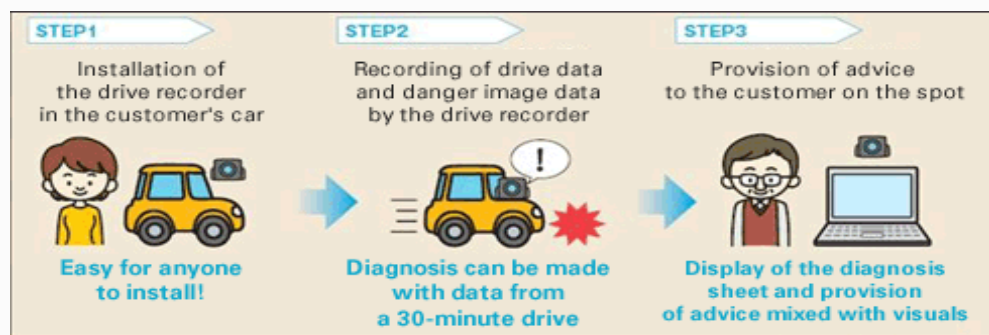 STEP1
Installation of
the drive recorder
in the customer's car
Easy for anyone
to install!
STEP2
Recording of drive data
and danger image data
by the drive recorder
!
Diagnosis can be made
with data from
a 30-minute drive
STEP3
Provision of advice
to the customer on the spot
Display of the diagnosis
sheet and provision
of advice mixed with visuals